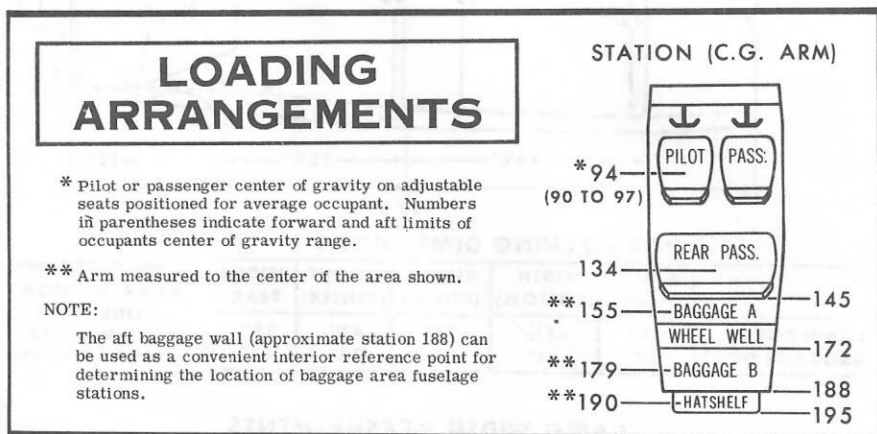 LOADING
ARRANGEMENTS
* Pilot or passenger center of gravity on adjustable
seats positioned for average occupant. Numbers
in parentheses indicate forward and aft limits of
occupants center of gravity range.
** Arm measured to the center of the area shown.
NOTE:
The aft baggage wall (approximate station 188) can
be used as a convenient interior reference point for
determining the location of baggage area fuselage
stations.
STATION (C.G. ARM)
PILOT PASS.
*94
(90 TO 97)
REAR PASS.
134
145
**155
BAGGAGE A
WHEEL WELL
172
**179
BAGGAGE B
188
**190
HATSHELF
195